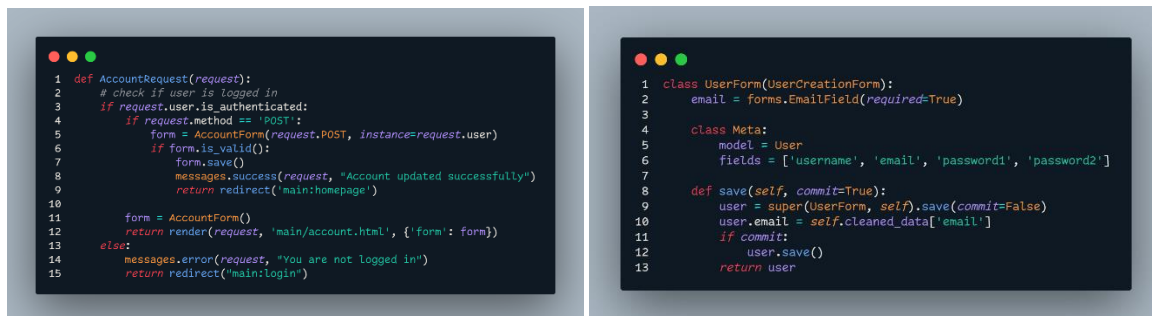 1 def AccountRequest(request):
2     # check if user is logged in
3     if request.user.is_authenticated:
4         if request.method == 'POST':
5             form = AccountForm(request.POST, instance=request.user)
6             if form.is_valid():
7                 form.save()
8                 messages.success(request, "Account updated successfully")
9                 return redirect('main:homepage')
10
11         form = AccountForm()
12         return render(request, 'main/account.html', {'form': form})
13     else:
14         messages.error(request, "You are not logged in")
15         return redirect("main:login")
1 class UserForm(UserCreationForm):
2     email = forms.EmailField(required=True)
3
4     class Meta:
5         model = User
6         fields = ['username', 'email', 'password1', 'password2']
7
8     def save(self, commit=True):
9         user = super(UserForm, self).save(commit=False)
10         user.email = self.cleaned_data['email']
11         if commit:
12             user.save()
13         return user